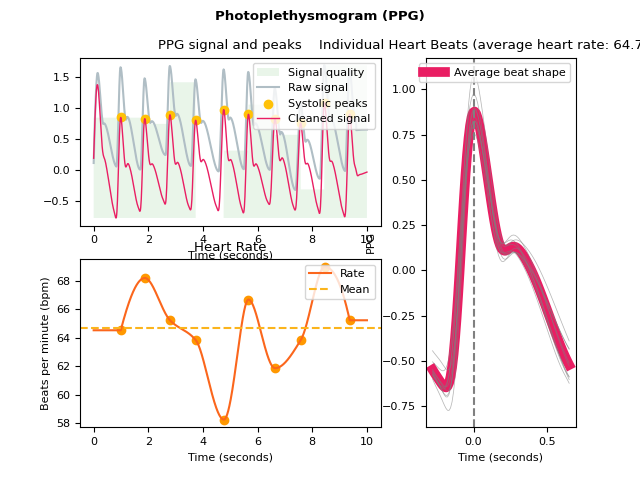 Photoplethysmogram (PPG)
PPG signal and peaks
Individual Heart Beats (average heart rate: 64.7
Signal quality
Raw signal
Systolic peaks
Cleaned signal
1.5
1.0
0.5
0.0
−0.5
0 2 4 6 8 10
Time (seconds)
Heart Rate
Rate
Mean
Beats per minute (bpm)
68
66
64
62
60
58
0 2 4 6 8 10
Time (seconds)
PPG
Average beat shape
1.00
0.75
0.50
0.25
0.00
−0.25
−0.50
−0.75
0.0 0.5
Time (seconds)